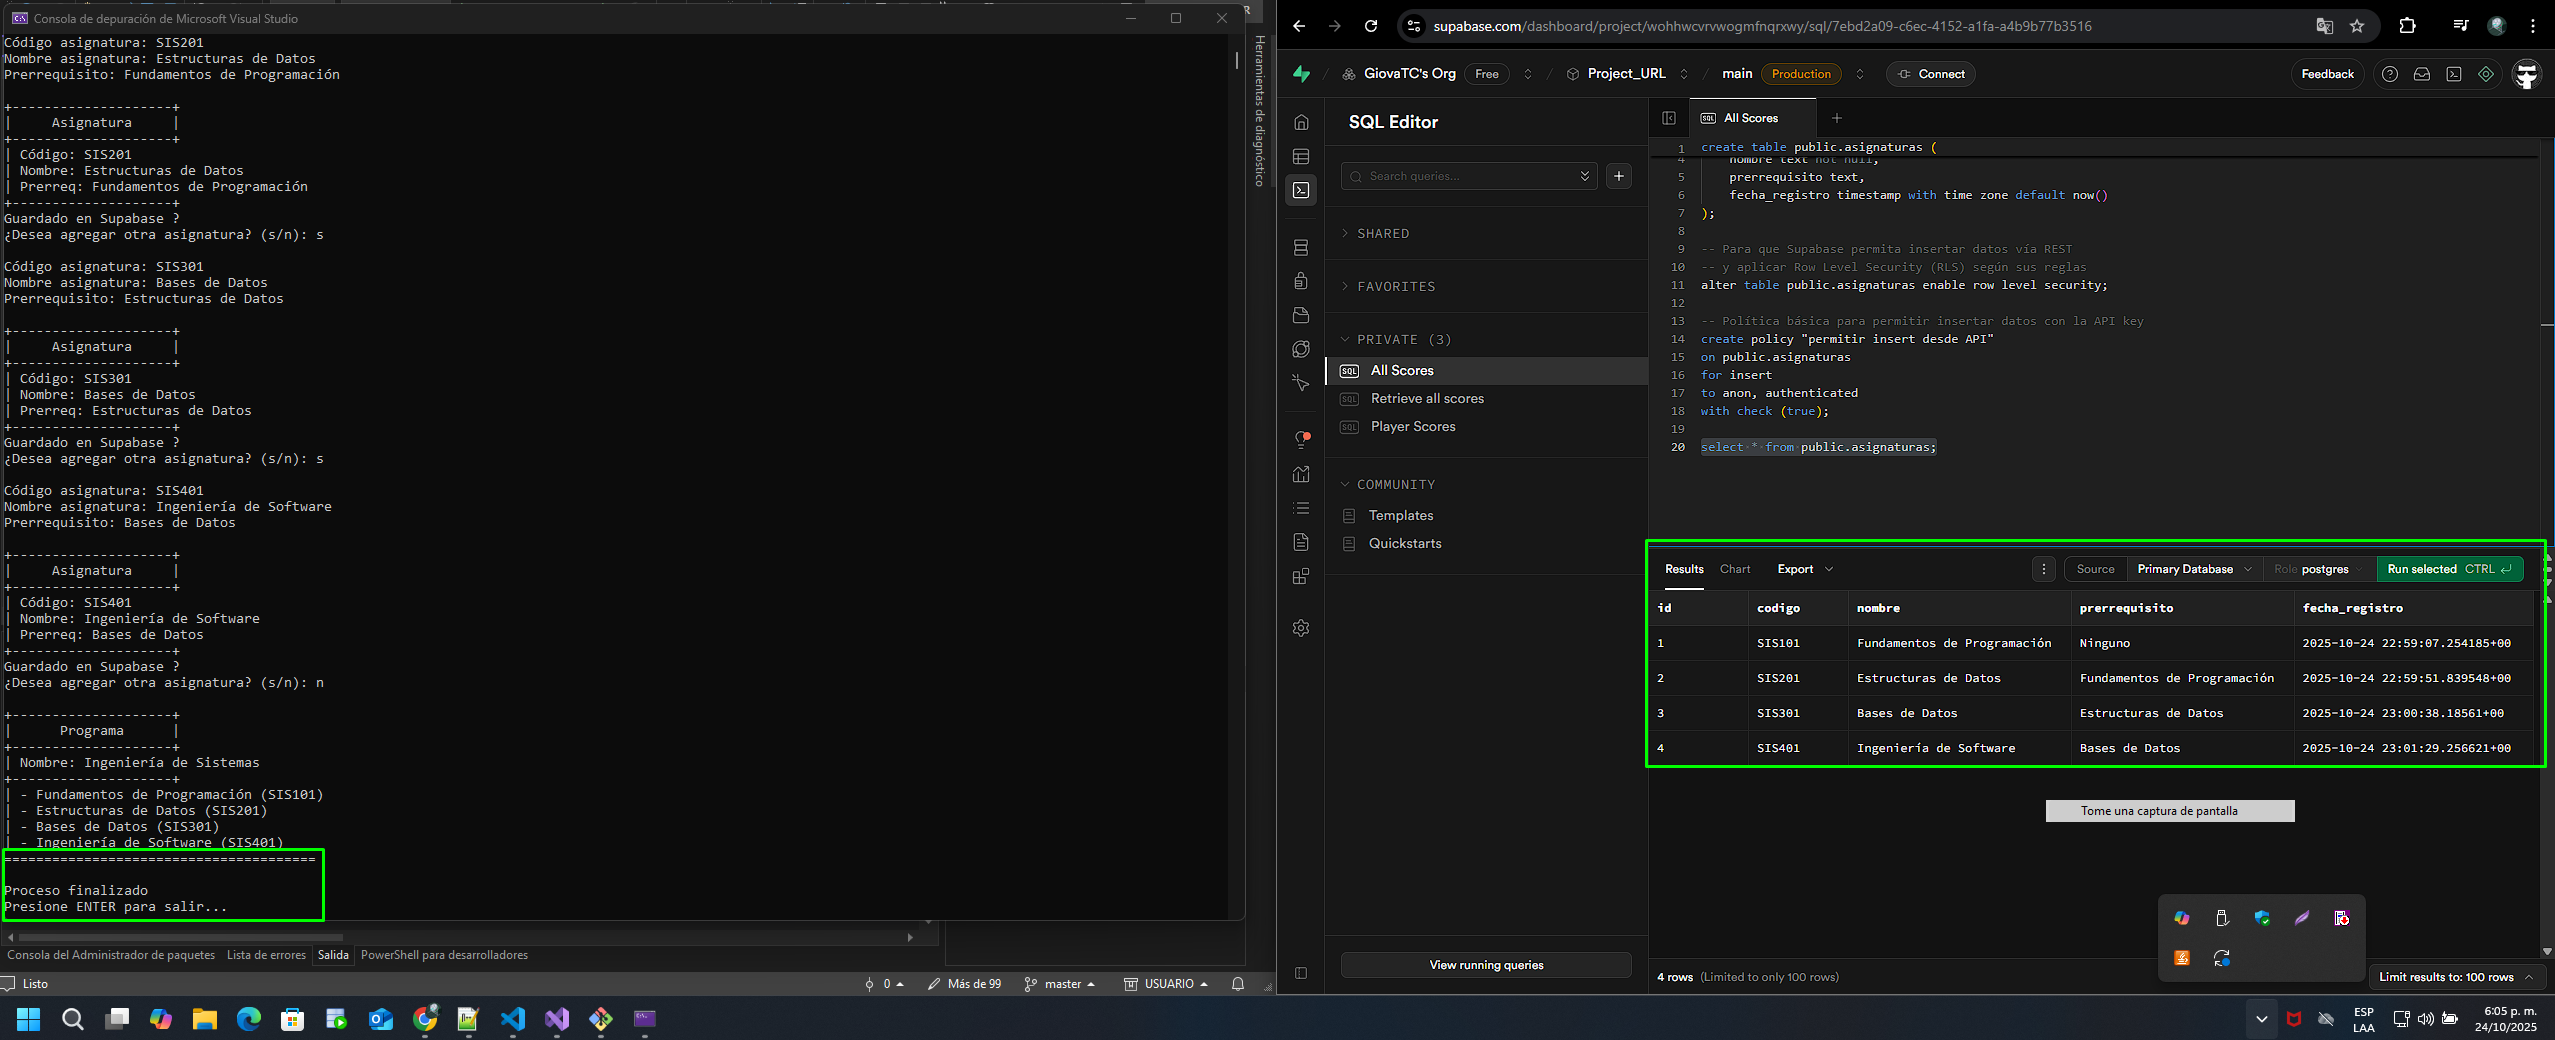 Consola de depuración de Microsoft Visual Studio
Código asignatura: SIS201
Nombre asignatura: Estructuras de Datos
Prerrequisito: Fundamentos de Programación
+--------------------+
|     Asignatura     |
+--------------------+
| Código: SIS201
| Nombre: Estructuras de Datos
| Prerreq: Fundamentos de Programación
+--------------------+
Guardado en Supabase ?
¿Desea agregar otra asignatura? (s/n): s
Código asignatura: SIS301
Nombre asignatura: Bases de Datos
Prerrequisito: Estructuras de Datos
+--------------------+
|     Asignatura     |
+--------------------+
| Código: SIS301
| Nombre: Bases de Datos
| Prerreq: Estructuras de Datos
+--------------------+
Guardado en Supabase ?
¿Desea agregar otra asignatura? (s/n): s
Código asignatura: SIS401
Nombre asignatura: Ingeniería de Software
Prerrequisito: Bases de Datos
+--------------------+
|     Asignatura     |
+--------------------+
| Código: SIS401
| Nombre: Ingeniería de Software
| Prerreq: Bases de Datos
+--------------------+
Guardado en Supabase ?
¿Desea agregar otra asignatura? (s/n): n
+--------------------+
|      Programa      |
+--------------------+
| Nombre: Ingeniería de Sistemas
+--------------------+
| - Fundamentos de Programación (SIS101)
| - Estructuras de Datos (SIS201)
| - Bases de Datos (SIS301)
| - Ingeniería de Software (SIS401)
=======================================
Proceso finalizado
Presione ENTER para salir...
Herramientas de diagnóstico
Consola del Administrador de paquetes Lista de errores Salida PowerShell para desarrolladores
Listo 0 Más de 99 master USUARIO
supabase.com/dashboard/project/wohhwcvrvwogmfnqrxwy/sql/7ebd2a09-c6ec-4152-a1fa-a4b9b77b3516
GiovaTC's Org Free Project_URL main Production Connect Feedback
SQL Editor
Search queries...
SHARED
FAVORITES
PRIVATE (3)
All Scores
Retrieve all scores
Player Scores
COMMUNITY
Templates
Quickstarts
View running queries
All Scores
1 create table public.asignaturas (
4 nombre text not null,
5 prerrequisito text,
6 fecha_registro timestamp with time zone default now()
7 );
8
9 -- Para que Supabase permita insertar datos vía REST
10 -- y aplicar Row Level Security (RLS) según sus reglas
11 alter table public.asignaturas enable row level security;
12
13 -- Política básica para permitir insertar datos con la API key
14 create policy "permitir insert desde API"
15 on public.asignaturas
16 for insert
17 to anon, authenticated
18 with check (true);
19
20 select * from public.asignaturas;
Results Chart Export Source Primary Database Role postgres Run selected CTRL
id codigo nombre prerrequisito fecha_registro
1 SIS101 Fundamentos de Programación Ninguno 2025-10-24 22:59:07.254185+00
2 SIS201 Estructuras de Datos Fundamentos de Programación 2025-10-24 22:59:51.839548+00
3 SIS301 Bases de Datos Estructuras de Datos 2025-10-24 23:00:38.18561+00
4 SIS401 Ingeniería de Software Bases de Datos 2025-10-24 23:01:29.256621+00
Tome una captura de pantalla
4 rows (Limited to only 100 rows) Limit results to: 100 rows
ESP
LAA
6:05 p. m.
24/10/2025